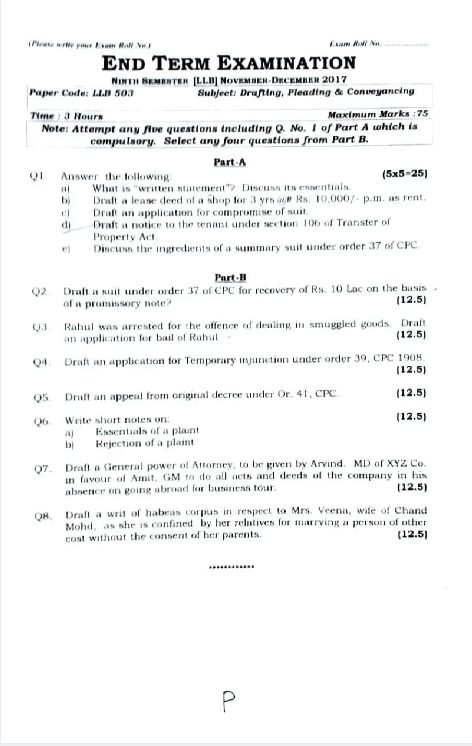 (Please write your Exam Roll No.) Exam Roll No. ....................
END TERM EXAMINATION
NINTH SEMESTER [LLB] NOVEMBER-DECEMBER 2017
Paper Code: LLB 503 Subject: Drafting, Pleading & Conveyancing
Time : 3 Hours Maximum Marks :75
Note: Attempt any five questions including Q. No. 1 of Part A which is
compulsory. Select any four questions from Part B.
Part-A
Q1 Answer the following: (5x5=25)
a) What is "written statement"? Discuss its essentials.
b) Draft a lease deed of a shop for 3 yrs @# Rs. 10,000/- p.m. as rent.
c) Draft an application for compromise of suit.
d) Draft a notice to the tenant under section 106 of Transfer of
Property Act.
e) Discuss the ingredients of a summary suit under order 37 of CPC.
Part-B
Q2. Draft a suit under order 37 of CPC for recovery of Rs. 10 Lac on the basis
of a promissory note? (12.5)
Q3. Rahul was arrested for the offence of dealing in smuggled goods. Draft
an application for bail of Rahul. (12.5)
Q4. Draft an application for Temporary injunction under order 39, CPC 1908.
(12.5)
Q5. Draft an appeal from original decree under Or. 41, CPC. (12.5)
Q6. Write short notes on: (12.5)
a) Essentials of a plaint
b) Rejection of a plaint
Q7. Draft a General power of Attorney, to be given by Arvind. MD of XYZ Co.
in favour of Amit, GM to do all acts and deeds of the company in his
absence on going abroad for business tour. (12.5)
Q8. Draft a writ of habeas corpus in respect to Mrs. Veena, wife of Chand
Mohd, as she is confined by her relatives for marrying a person of other
cost without the consent of her parents. (12.5)
************
P